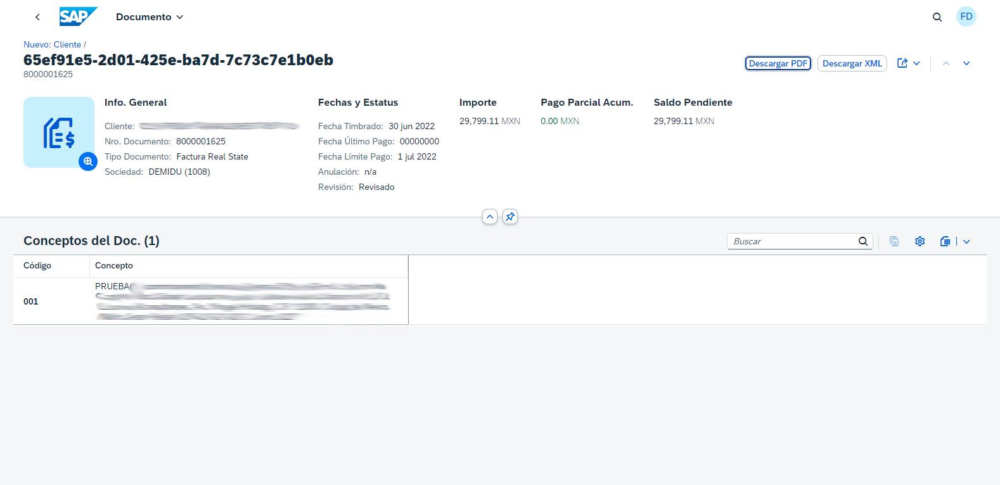 SAP
Documento
FD
Nuevo: Cliente /
65ef91e5-2d01-425e-ba7d-7c73c7e1b0eb
8000001625
Descargar PDF
Descargar XML
Info. General
Cliente:
Nro. Documento: 8000001625
Tipo Documento: Factura Real State
Sociedad: DEMIDU (1008)
Fechas y Estatus
Fecha Timbrado: 30 jun 2022
Fecha Último Pago: 00000000
Fecha Límite Pago: 1 jul 2022
Anulación: n/a
Revisión: Revisado
Importe
29,799.11 MXN
Pago Parcial Acum.
0.00 MXN
Saldo Pendiente
29,799.11 MXN
Conceptos del Doc. (1)
Buscar
Código
Concepto
001
PRUEBA